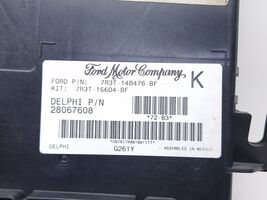 Ford Motor Company
FORD P/N: 7R3T-14B476-BF
KIT: 7R3T-15604-BF
K
DELPHI P/N
28067608
*72-B3*
DELPHI
G261Y
ASSEMBLED IN MEXICO